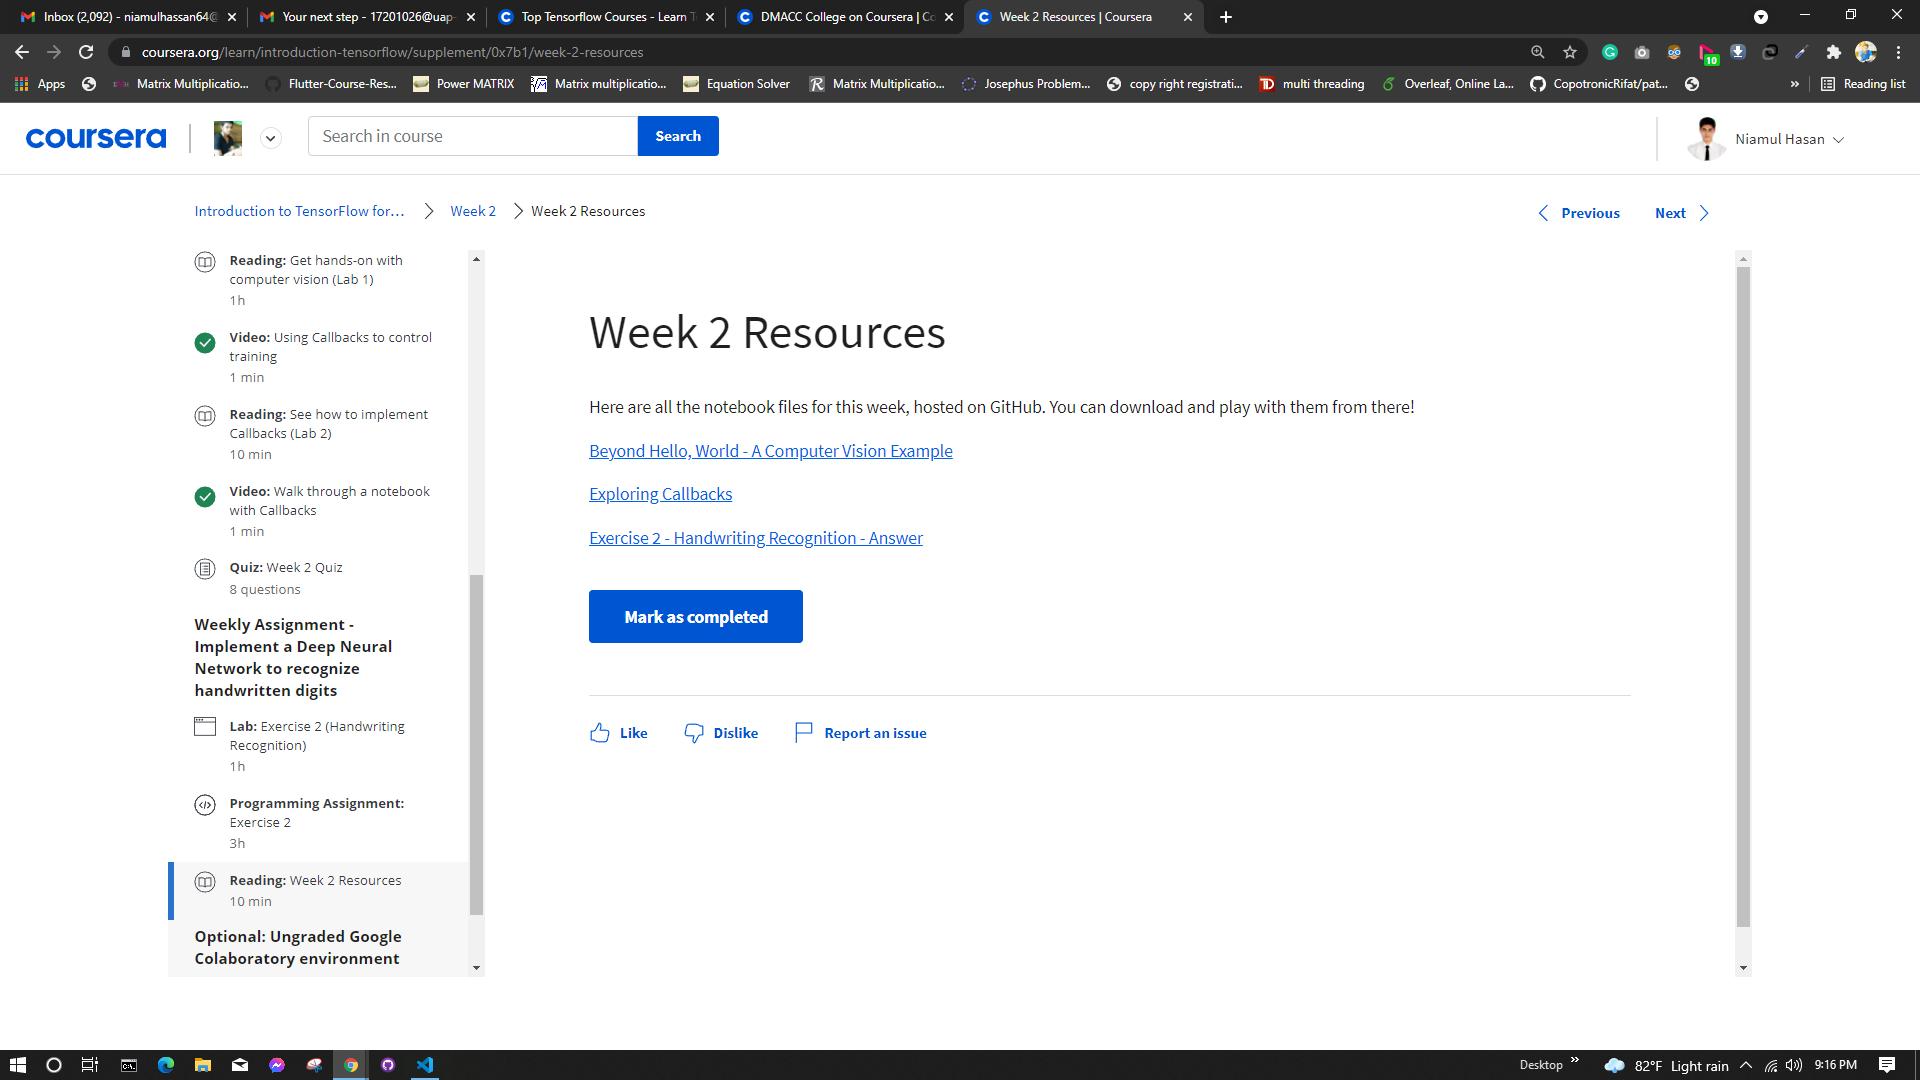 Inbox (2,092) - niamulhassan64@
Your next step - 17201026@uap-
Top Tensorflow Courses - Learn T
DMACC College on Coursera | Co
Week 2 Resources | Coursera
coursera.org/learn/introduction-tensorflow/supplement/0x7b1/week-2-resources
10
Apps
Matrix Multiplicatio...
Flutter-Course-Res...
Power MATRIX
Matrix multiplicatio...
Equation Solver
Matrix Multiplicatio...
Josephus Problem...
copy right registrati...
multi threading
Overleaf, Online La...
CopotronicRifat/pat...
»
Reading list
coursera
Search in course
Search
Niamul Hasan
Introduction to TensorFlow for...
Week 2
Week 2 Resources
Previous
Next
Reading: Get hands-on with
computer vision (Lab 1)
1h
Video: Using Callbacks to control
training
1 min
Reading: See how to implement
Callbacks (Lab 2)
10 min
Video: Walk through a notebook
with Callbacks
1 min
Quiz: Week 2 Quiz
8 questions
Weekly Assignment -
Implement a Deep Neural
Network to recognize
handwritten digits
Lab: Exercise 2 (Handwriting
Recognition)
1h
Programming Assignment:
Exercise 2
3h
Reading: Week 2 Resources
10 min
Optional: Ungraded Google
Colaboratory environment
Week 2 Resources
Here are all the notebook files for this week, hosted on GitHub. You can download and play with them from there!
Beyond Hello, World - A Computer Vision Example
Exploring Callbacks
Exercise 2 - Handwriting Recognition - Answer
Mark as completed
Like
Dislike
Report an issue
Desktop
»
82°F Light rain
9:16 PM